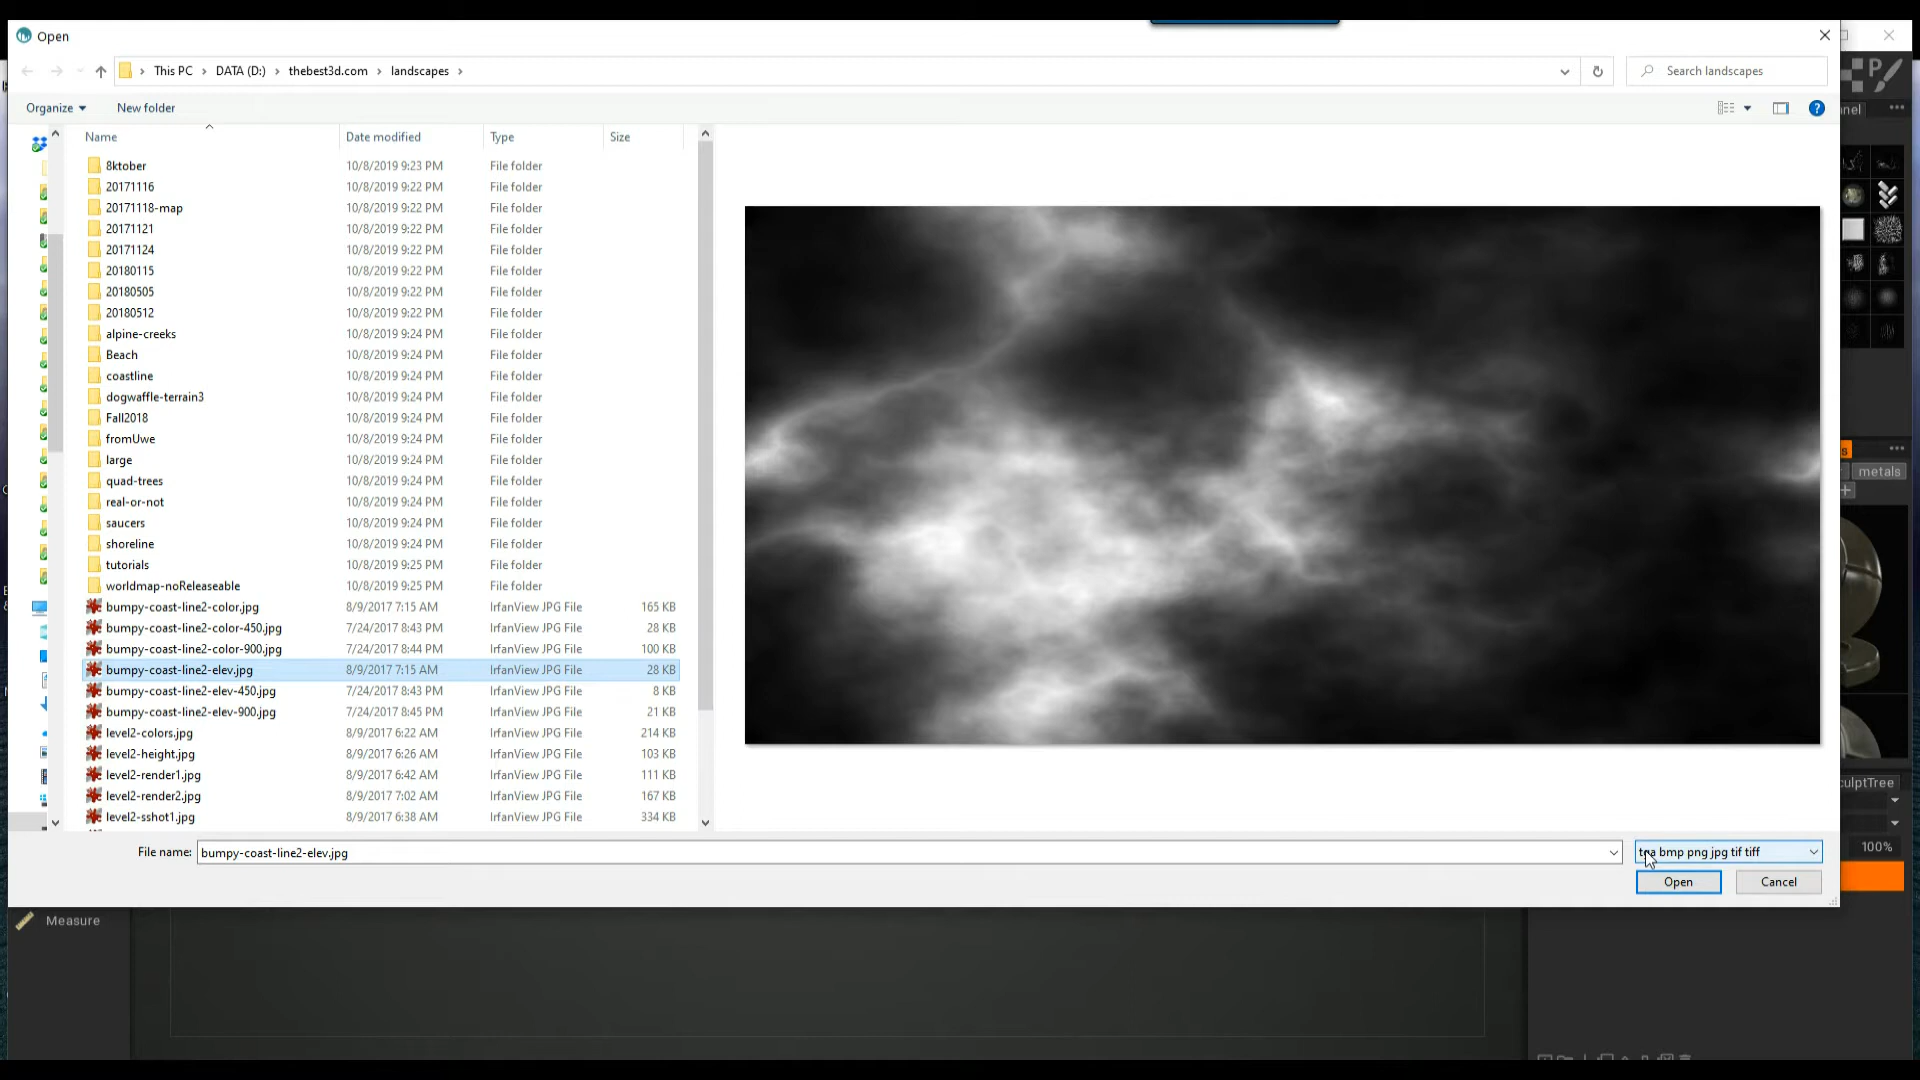 Open
This PC > DATA (D:) > thebest3d.com > landscapes >
Search landscapes
Organize
New folder
Name Date modified Type Size
8ktober 10/8/2019 9:23 PM File folder
20171116 10/8/2019 9:22 PM File folder
20171118-map 10/8/2019 9:22 PM File folder
20171121 10/8/2019 9:22 PM File folder
20171124 10/8/2019 9:22 PM File folder
20180115 10/8/2019 9:22 PM File folder
20180505 10/8/2019 9:22 PM File folder
20180512 10/8/2019 9:22 PM File folder
alpine-creeks 10/8/2019 9:24 PM File folder
Beach 10/8/2019 9:24 PM File folder
coastline 10/8/2019 9:24 PM File folder
dogwaffle-terrain3 10/8/2019 9:24 PM File folder
Fall2018 10/8/2019 9:24 PM File folder
fromUwe 10/8/2019 9:24 PM File folder
large 10/8/2019 9:24 PM File folder
quad-trees 10/8/2019 9:24 PM File folder
real-or-not 10/8/2019 9:24 PM File folder
saucers 10/8/2019 9:24 PM File folder
shoreline 10/8/2019 9:24 PM File folder
tutorials 10/8/2019 9:25 PM File folder
worldmap-noReleaseable 10/8/2019 9:25 PM File folder
bumpy-coast-line2-color.jpg 8/9/2017 7:15 AM IrfanView JPG File 165 KB
bumpy-coast-line2-color-450.jpg 7/24/2017 8:43 PM IrfanView JPG File 28 KB
bumpy-coast-line2-color-900.jpg 7/24/2017 8:44 PM IrfanView JPG File 100 KB
bumpy-coast-line2-elev.jpg 8/9/2017 7:15 AM IrfanView JPG File 28 KB
bumpy-coast-line2-elev-450.jpg 7/24/2017 8:43 PM IrfanView JPG File 8 KB
bumpy-coast-line2-elev-900.jpg 7/24/2017 8:45 PM IrfanView JPG File 21 KB
level2-colors.jpg 8/9/2017 6:22 AM IrfanView JPG File 214 KB
level2-height.jpg 8/9/2017 6:26 AM IrfanView JPG File 103 KB
level2-render1.jpg 8/9/2017 6:42 AM IrfanView JPG File 111 KB
level2-render2.jpg 8/9/2017 7:02 AM IrfanView JPG File 167 KB
level2-sshot1.jpg 8/9/2017 6:38 AM IrfanView JPG File 334 KB
File name: bumpy-coast-line2-elev.jpg
tga bmp png jpg tif tiff
Open
Cancel
nel
metals
culptTree
100%
Measure